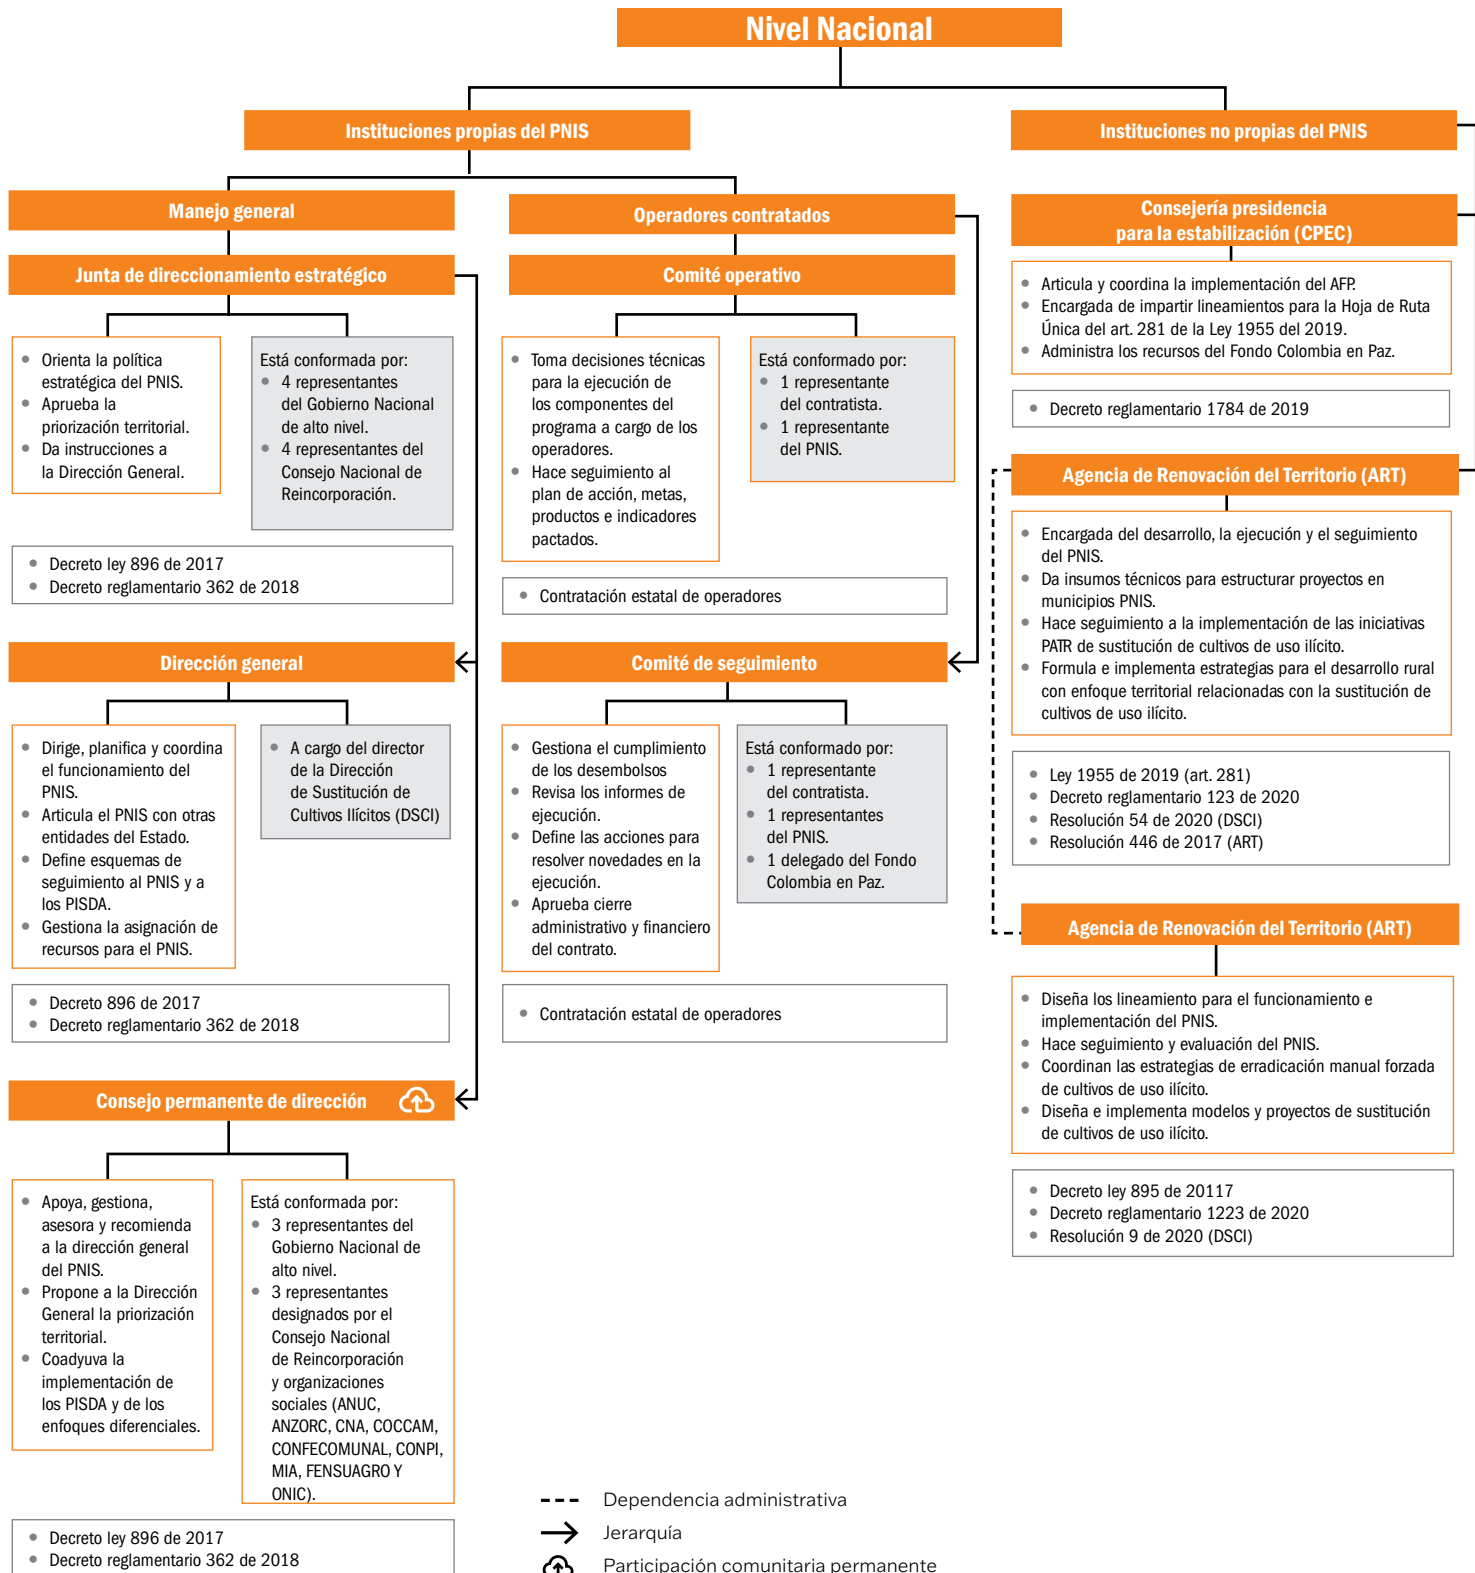 Nivel Nacional
Instituciones propias del PNIS
Manejo general
Junta de direccionamiento estratégico
• Orienta la política
estratégica del PNIS.
• Aprueba la
priorización territorial.
• Da instrucciones a
la Dirección General.
Está conformada por:
• 4 representantes
del Gobierno Nacional
de alto nivel.
• 4 representantes del
Consejo Nacional de
Reincorporación.
• Decreto ley 896 de 2017
• Decreto reglamentario 362 de 2018
Dirección general
• Dirige, planifica y coordina
el funcionamiento del
PNIS.
• Articula el PNIS con otras
entidades del Estado.
• Define esquemas de
seguimiento al PNIS y a
los PISDA.
• Gestiona la asignación de
recursos para el PNIS.
• A cargo del director
de la Dirección
de Sustitución de
Cultivos Ilícitos (DSCI)
• Decreto 896 de 2017
• Decreto reglamentario 362 de 2018
Consejo permanente de dirección
• Apoya, gestiona,
asesora y recomienda
a la dirección general
del PNIS.
• Propone a la Dirección
General la priorización
territorial.
• Coadyuva la
implementación de
los PISDA y de los
enfoques diferenciales.
Está conformada por:
• 3 representantes del
Gobierno Nacional de
alto nivel.
• 3 representantes
designados por el
Consejo Nacional
de Reincorporación
y organizaciones
sociales (ANUC,
ANZORC, CNA, COCCAM,
CONFECOMUNAL, CONPI,
MIA, FENSUAGRO Y
ONIC).
• Decreto ley 896 de 2017
• Decreto reglamentario 362 de 2018
Operadores contratados
Comité operativo
• Toma decisiones técnicas
para la ejecución de
los componentes del
programa a cargo de los
operadores.
• Hace seguimiento al
plan de acción, metas,
productos e indicadores
pactados.
Está conformado por:
• 1 representante
del contratista.
• 1 representante
del PNIS.
• Contratación estatal de operadores
Comité de seguimiento
• Gestiona el cumplimiento
de los desembolsos
• Revisa los informes de
ejecución.
• Define las acciones para
resolver novedades en la
ejecución.
• Aprueba cierre
administrativo y financiero
del contrato.
Está conformado por:
• 1 representante
del contratista.
• 1 representantes
del PNIS.
• 1 delegado del Fondo
Colombia en Paz.
• Contratación estatal de operadores
Instituciones no propias del PNIS
Consejería presidencia
para la estabilización (CPEC)
• Articula y coordina la implementación del AFP.
• Encargada de impartir lineamientos para la Hoja de Ruta
Única del art. 281 de la Ley 1955 del 2019.
• Administra los recursos del Fondo Colombia en Paz.
• Decreto reglamentario 1784 de 2019
Agencia de Renovación del Territorio (ART)
• Encargada del desarrollo, la ejecución y el seguimiento
del PNIS.
• Da insumos técnicos para estructurar proyectos en
municipios PNIS.
• Hace seguimiento a la implementación de las iniciativas
PATR de sustitución de cultivos de uso ilícito.
• Formula e implementa estrategias para el desarrollo rural
con enfoque territorial relacionadas con la sustitución de
cultivos de uso ilícito.
• Ley 1955 de 2019 (art. 281)
• Decreto reglamentario 123 de 2020
• Resolución 54 de 2020 (DSCI)
• Resolución 446 de 2017 (ART)
Agencia de Renovación del Territorio (ART)
• Diseña los lineamiento para el funcionamiento e
implementación del PNIS.
• Hace seguimiento y evaluación del PNIS.
• Coordinan las estrategias de erradicación manual forzada
de cultivos de uso ilícito.
• Diseña e implementa modelos y proyectos de sustitución
de cultivos de uso ilícito.
• Decreto ley 895 de 20117
• Decreto reglamentario 1223 de 2020
• Resolución 9 de 2020 (DSCI)
Dependencia administrativa
Jerarquía
Participación comunitaria permanente